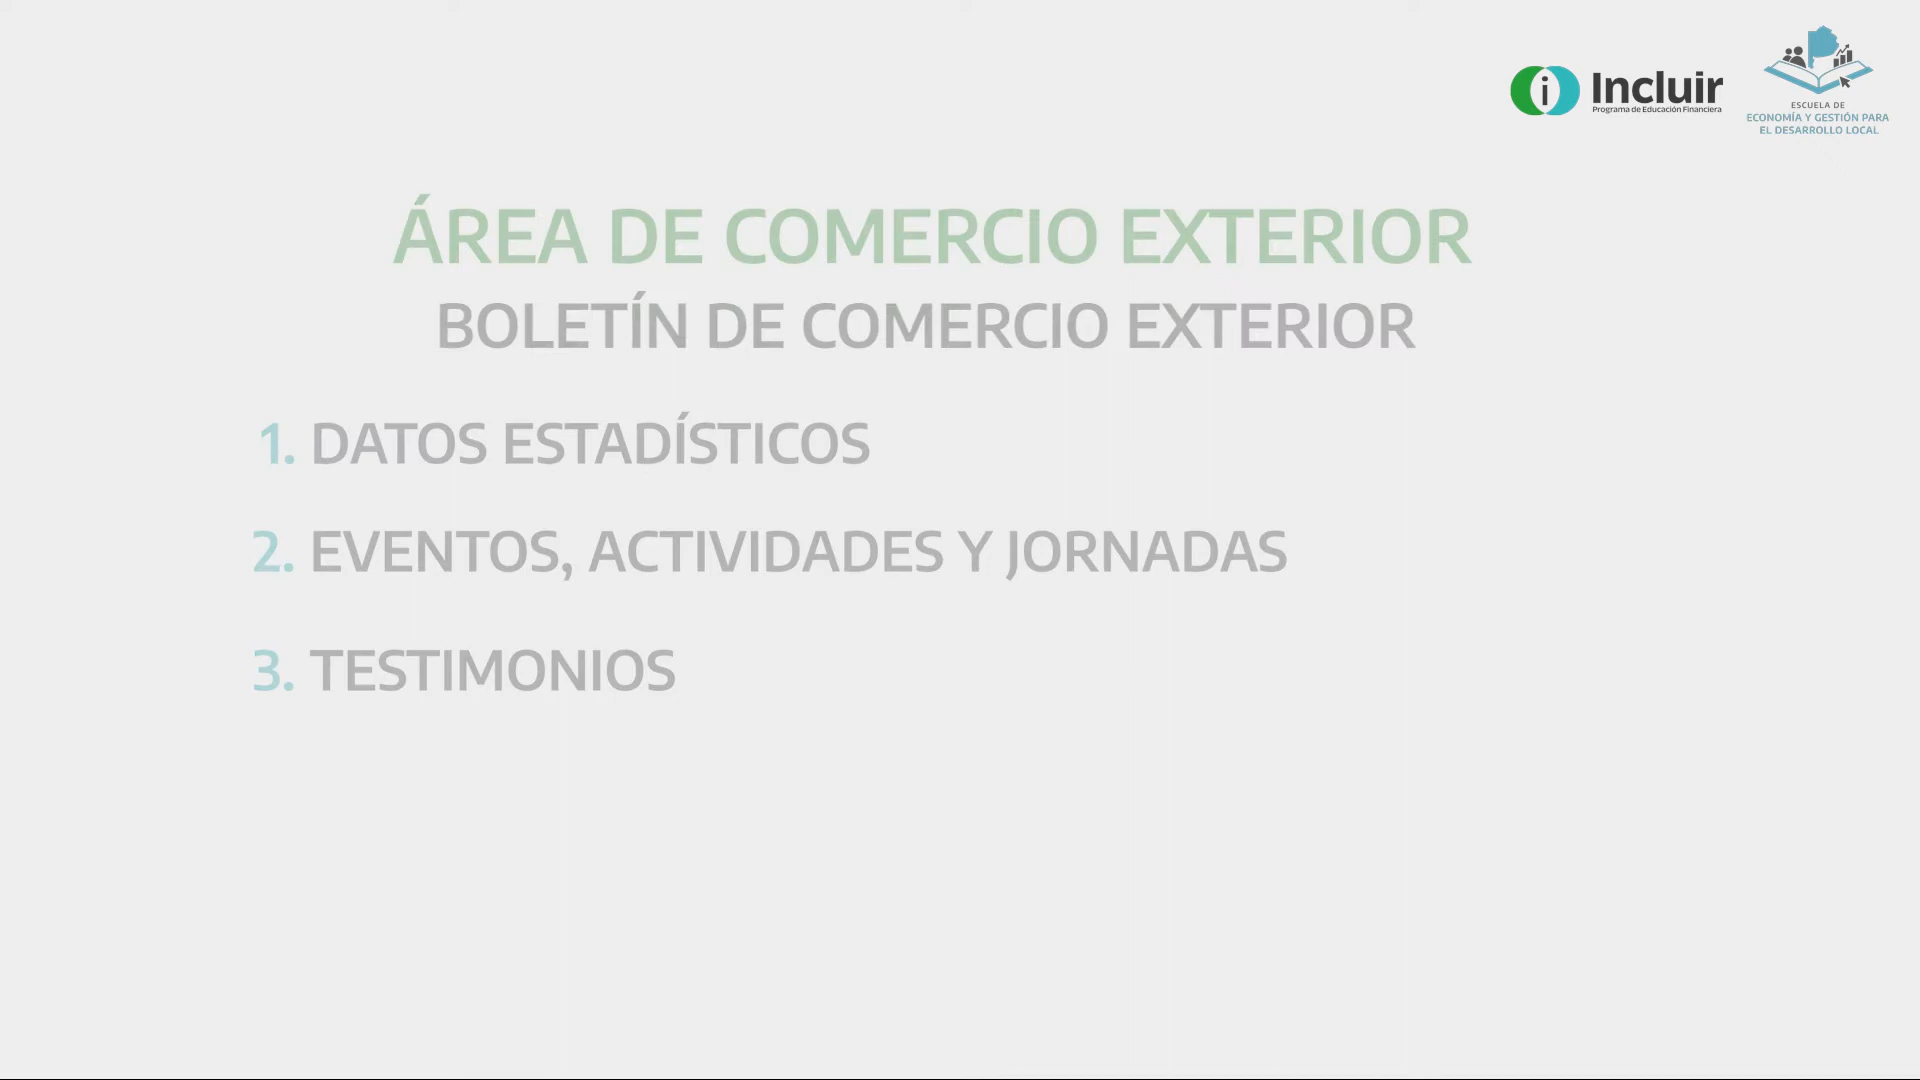 i Incluir
Programa de Educación Financiera
ESCUELA DE
ECONOMÍA Y GESTIÓN PARA
EL DESARROLLO LOCAL
ÁREA DE COMERCIO EXTERIOR
BOLETÍN DE COMERCIO EXTERIOR
1. DATOS ESTADÍSTICOS
2. EVENTOS, ACTIVIDADES Y JORNADAS
3. TESTIMONIOS